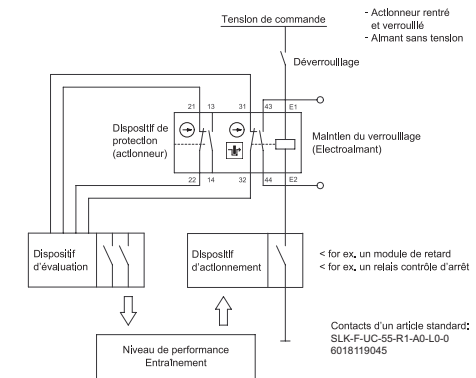 Tension de commande
- Actionneur rentré
et verrouillé
- Aimant sans tension
Déverrouillage
21 13 31 43 E1
Dispositif de
protection
(actionneur)
Maintien du verrouillage
(Electroaimant)
22 14 32 44 E2
Dispositif
d'évaluation
Dispositif
d'actionnement
< for ex. un module de retard
< for ex. un relais contrôle d'arrêt
Niveau de performance
Entraînement
Contacts d'un article standard:
SLK-F-UC-55-R1-A0-L0-0
6018119045